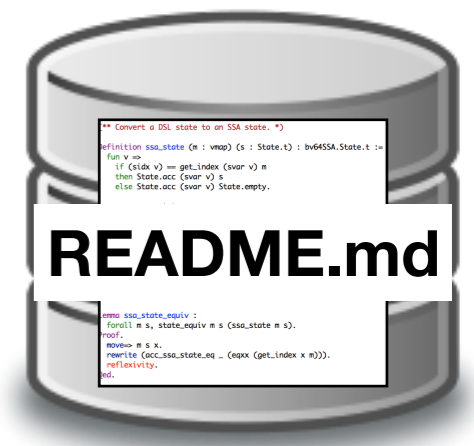 (** Convert a DSL state to an SSA state. *)
Definition ssa_state (m : vmap) (s : State.t) : bv64SSA.State.t :=
fun v =>
if (sidx v) == get_index (svar v) m
then State.acc (svar v) s
else State.acc (svar v) State.empty.
README.md
Lemma ssa_state_equiv :
forall m s, state_equiv m s (ssa_state m s).
Proof.
move=> m s x.
rewrite (acc_ssa_state_eq _ (eqxx (get_index x m))).
reflexivity.
Qed.